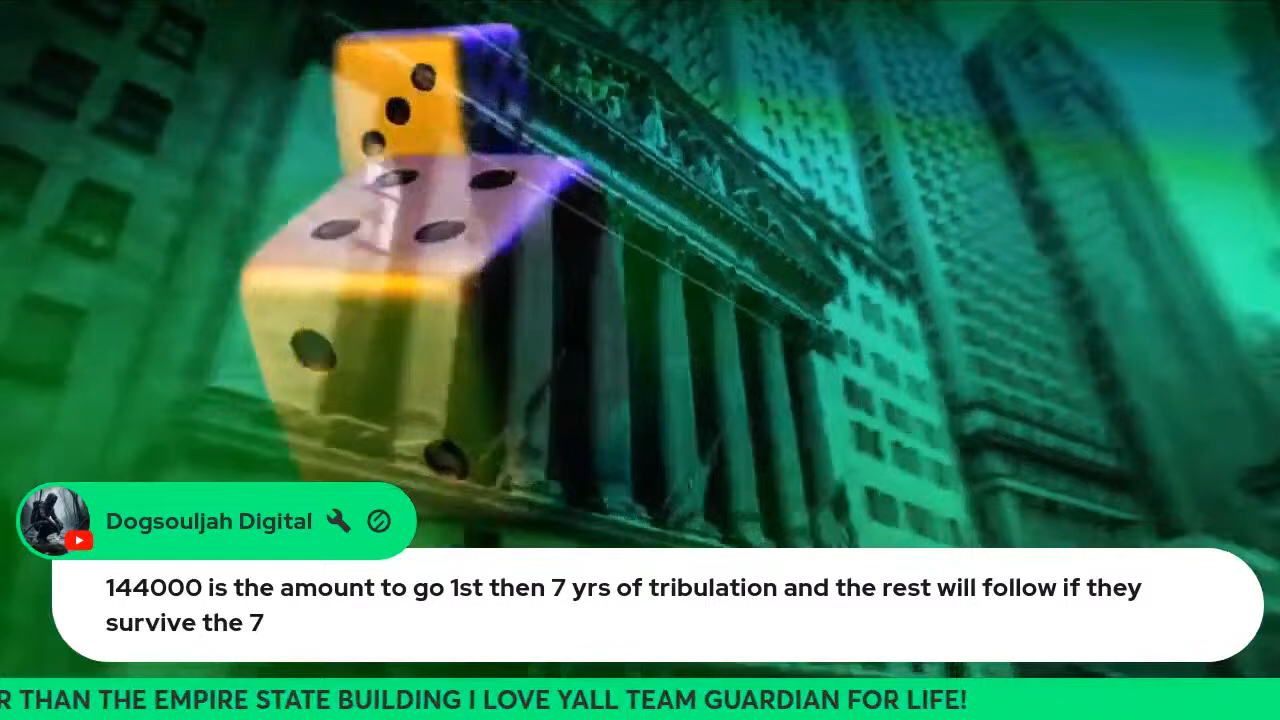 Dogsouljah Digital
144000 is the amount to go 1st then 7 yrs of tribulation and the rest will follow if they
survive the 7
R THAN THE EMPIRE STATE BUILDING I LOVE YALL TEAM GUARDIAN FOR LIFE!